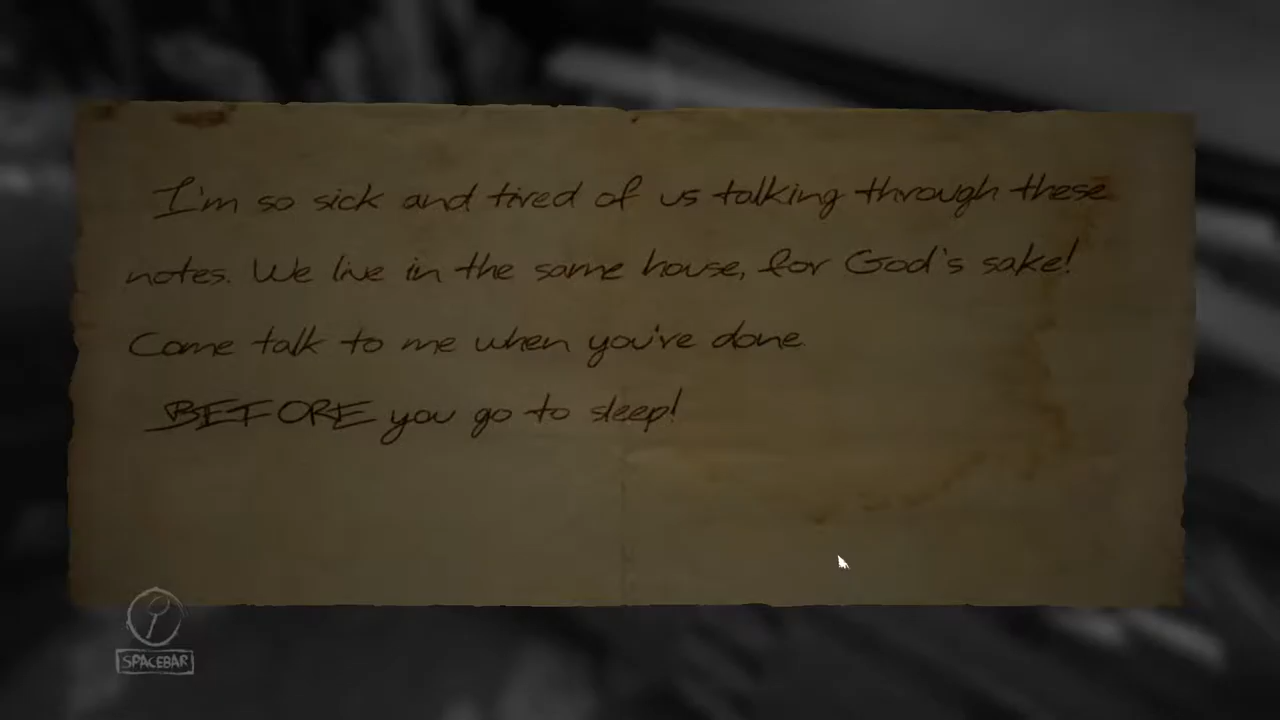 I'm so sick and tired of us talking through these
notes. We live in the same house, for God's sake!
Come talk to me when you're done.
BEFORE you go to sleep!
SPACEBAR